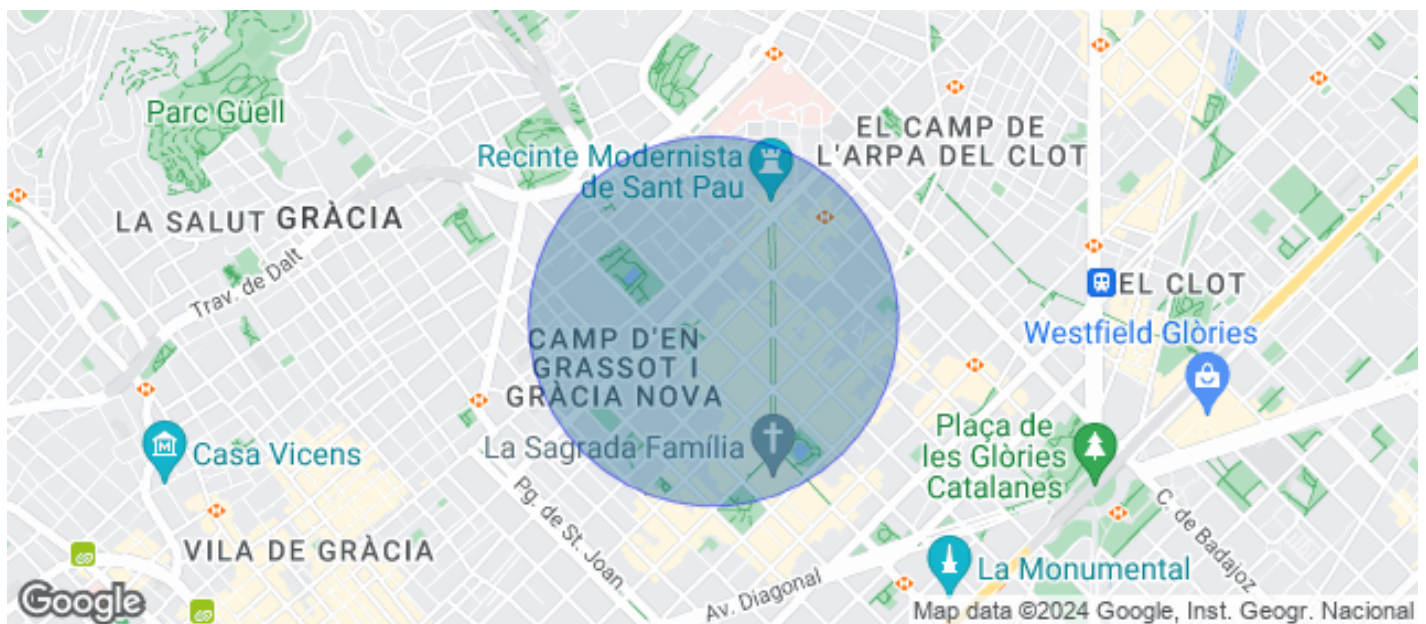 Parc Güell
Recinte Modernista
de Sant Pau
EL CAMP DE
L'ARPA DEL CLOT
LA SALUT
GRÀCIA
Trav. de Dalt
EL CLOT
Westfield Glòries
CAMP D'EN
GRASSOT I
GRÀCIA NOVA
La Sagrada Família
Plaça de
les Glòries
Catalanes
Casa Vicens
Pg. de St. Joan
C. de Badajoz
VILA DE GRÀCIA
La Monumental
Av. Diagonal
Google
Map data ©2024 Google, Inst. Geogr. Nacional